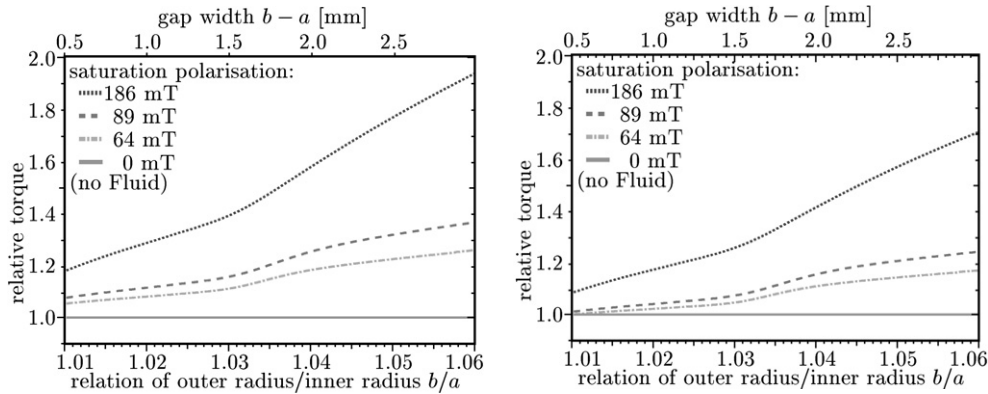 gap width b − a [mm]
0.5 1.0 1.5 2.0 2.5
2.0
1.8
1.6
1.4
1.2
1.0
relative torque
saturation polarisation:
186 mT
89 mT
64 mT
0 mT
(no Fluid)
1.01 1.02 1.03 1.04 1.05 1.06
relation of outer radius/inner radius b/a
gap width b − a [mm]
0.5 1.0 1.5 2.0 2.5
2.0
1.8
1.6
1.4
1.2
1.0
relative torque
saturation polarisation:
186 mT
89 mT
64 mT
0 mT
(no Fluid)
1.01 1.02 1.03 1.04 1.05 1.06
relation of outer radius/inner radius b/a